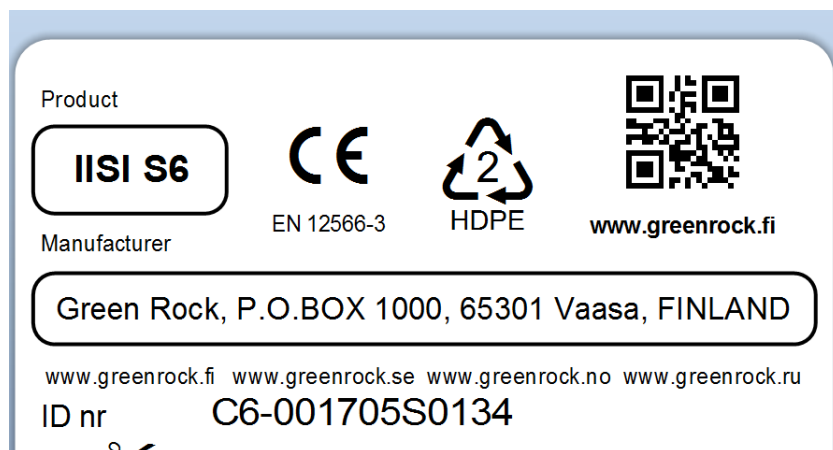 Product
IISI S6
CE
EN 12566-3
2
HDPE
www.greenrock.fi
Manufacturer
Green Rock, P.O.BOX 1000, 65301 Vaasa, FINLAND
www.greenrock.fi www.greenrock.se www.greenrock.no www.greenrock.ru
ID nr C6-001705S0134